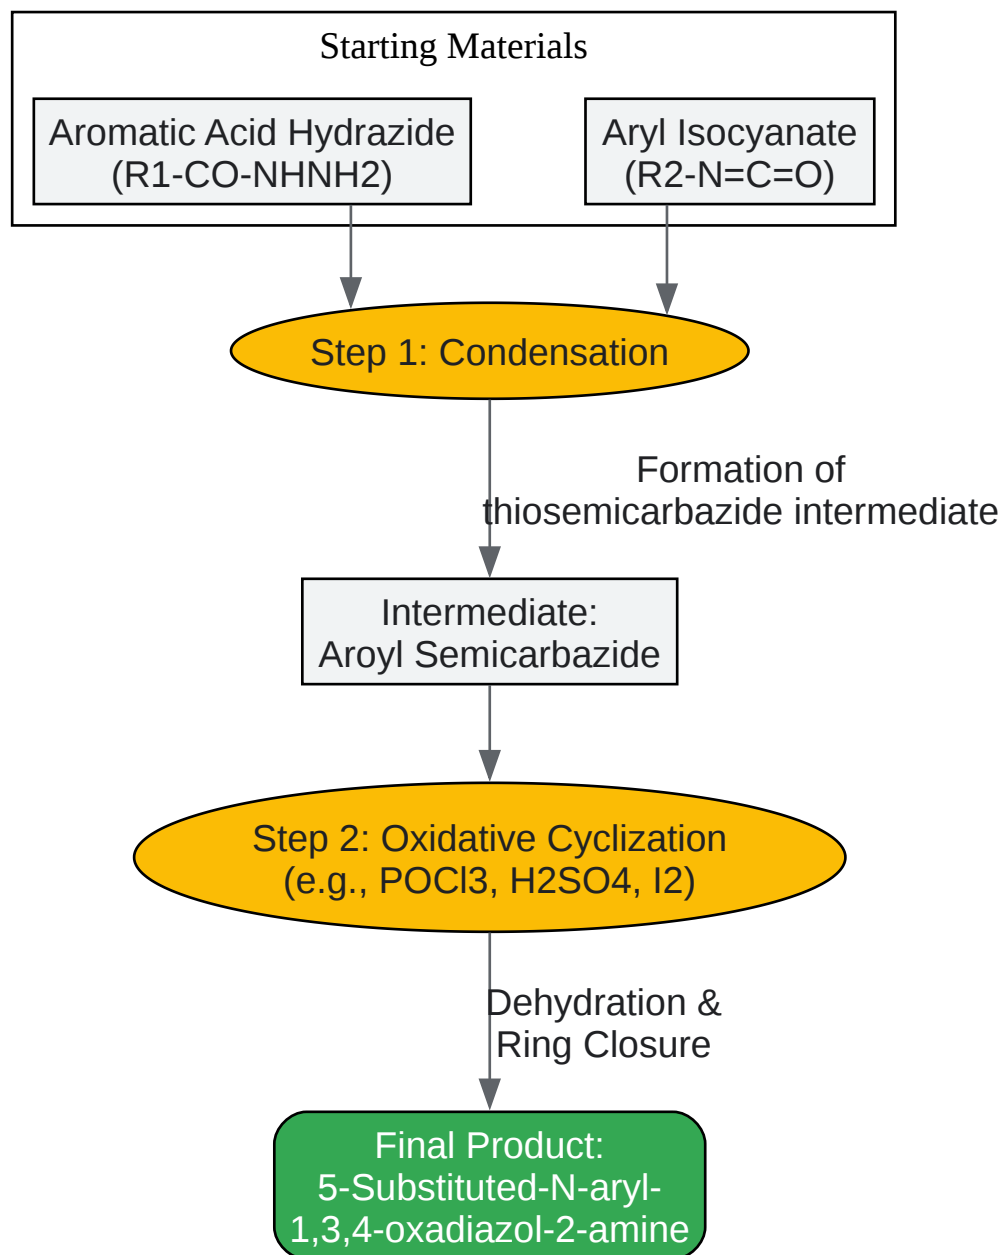 Starting Materials
Aromatic Acid Hydrazide
(R1-CO-NHNH2)
Aryl Isocyanate
(R2-N=C=O)
Step 1: Condensation
Formation of
thiosemicarbazide intermediate
Intermediate:
Aroyl Semicarbazide
Step 2: Oxidative Cyclization
(e.g., POCl3, H2SO4, I2)
Dehydration &
Ring Closure
Final Product:
5-Substituted-N-aryl-
1,3,4-oxadiazol-2-amine